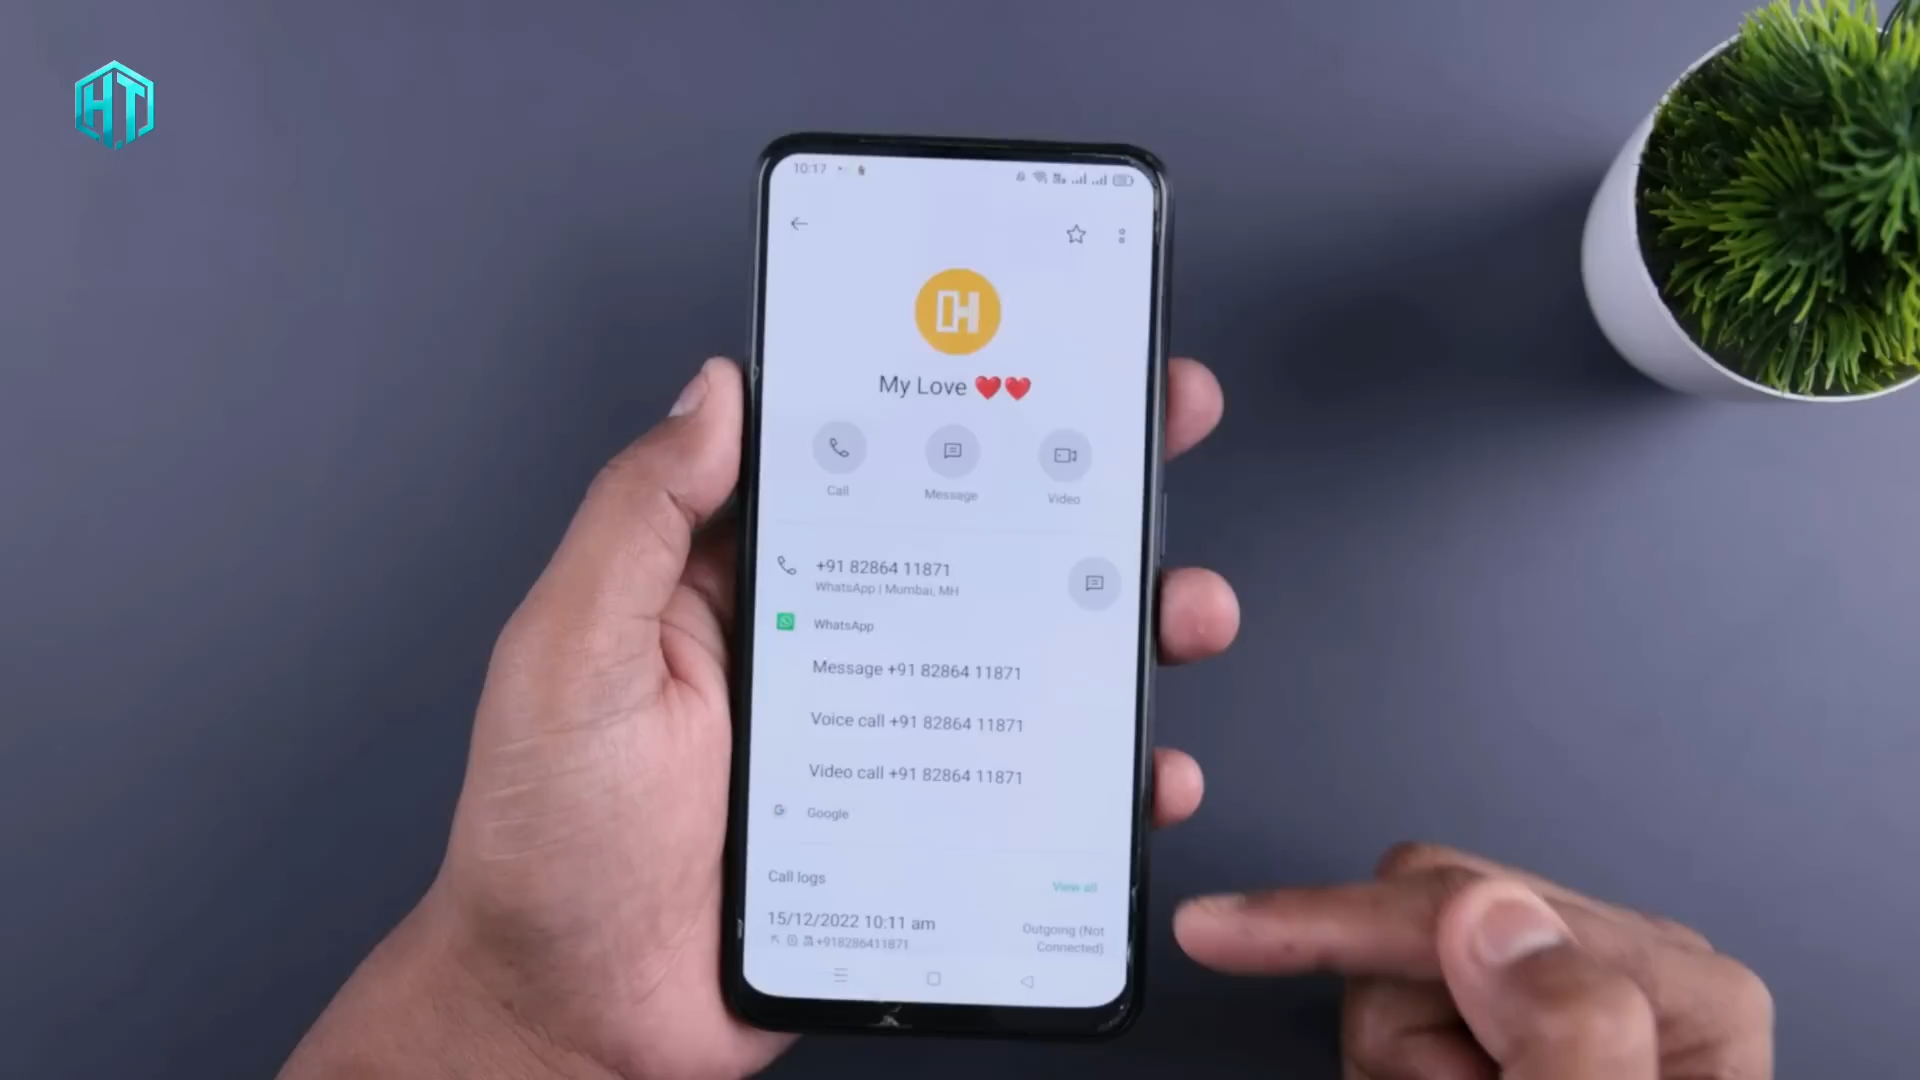 HT
10:17
My Love ❤️❤️
Call
Message
Video
+91 82864 11871
WhatsApp | Mumbai, MH
WhatsApp
Message +91 82864 11871
Voice call +91 82864 11871
Video call +91 82864 11871
G Google
Call logs
View all
15/12/2022 10:11 am
Outgoing (Not
Connected)
+918286411871